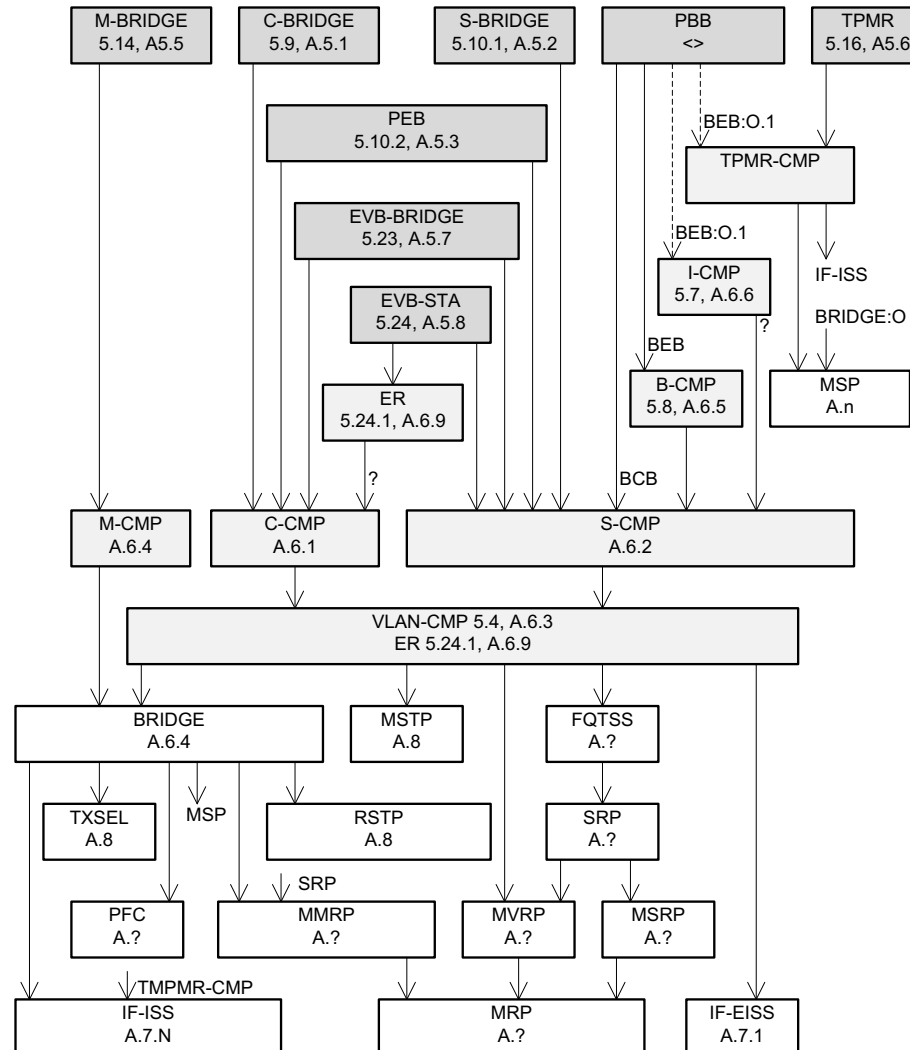 M-BRIDGE
5.14, A5.5
C-BRIDGE
5.9, A.5.1
S-BRIDGE
5.10.1, A.5.2
PBB
<>
TPMR
5.16, A5.6
PEB
5.10.2, A.5.3
BEB:O.1
TPMR-CMP
EVB-BRIDGE
5.23, A.5.7
BEB:O.1
I-CMP
5.7, A.6.6
IF-ISS
EVB-STA
5.24, A.5.8
?
BRIDGE:O
BEB
ER
5.24.1, A.6.9
B-CMP
5.8, A.6.5
MSP
A.n
?
BCB
M-CMP
A.6.4
C-CMP
A.6.1
S-CMP
A.6.2
VLAN-CMP 5.4, A.6.3
ER 5.24.1, A.6.9
BRIDGE
A.6.4
MSTP
A.8
FQTSS
A.?
MSP
TXSEL
A.8
RSTP
A.8
SRP
A.?
SRP
PFC
A.?
MMRP
A.?
MVRP
A.?
MSRP
A.?
TMPMR-CMP
IF-ISS
A.7.N
MRP
A.?
IF-EISS
A.7.1